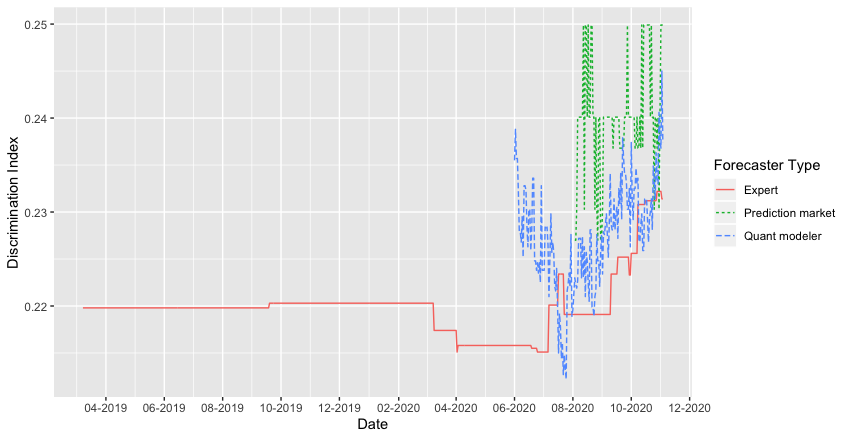 0.25
0.24
0.23
0.22
Discrimination Index
04-2019 06-2019 08-2019 10-2019 12-2019 02-2020 04-2020 06-2020 08-2020 10-2020 12-2020
Date
Forecaster Type
Expert
Prediction market
Quant modeler